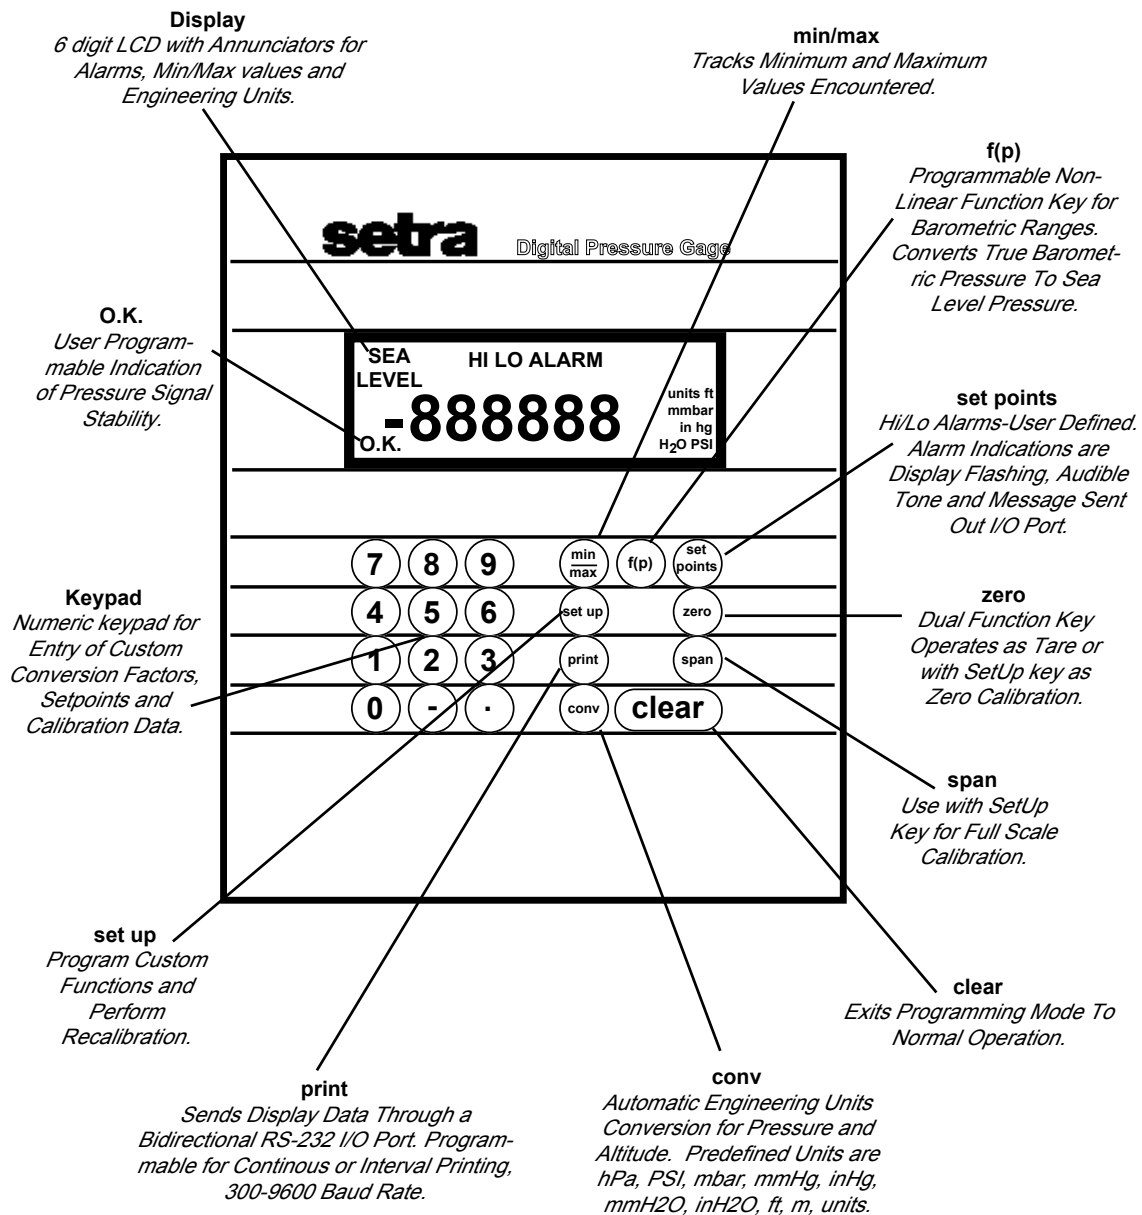 Display
6 digit LCD with Annunciators for
Alarms, Min/Max values and
Engineering Units.
min/max
Tracks Minimum and Maximum
Values Encountered.
f(p)
Programmable Non-
Linear Function Key for
Barometric Ranges.
Converts True Baromet-
ric Pressure To Sea
Level Pressure.
setra
Digital Pressure Gage
O.K.
User Program-
mable Indication
of Pressure Signal
Stability.
SEA
LEVEL
HI LO ALARM
-888888
O.K.
units ft
mmbar
in hg
H2O PSI
set points
Hi/Lo Alarms-User Defined.
Alarm Indications are
Display Flashing, Audible
Tone and Message Sent
Out I/O Port.
7 8 9 min max f(p) set points
4 5 6 set up zero
1 2 3 print span
0 - . conv clear
Keypad
Numeric keypad for
Entry of Custom
Conversion Factors,
Setpoints and
Calibration Data.
zero
Dual Function Key
Operates as Tare or
with SetUp key as
Zero Calibration.
span
Use with SetUp
Key for Full Scale
Calibration.
set up
Program Custom
Functions and
Perform
Recalibration.
clear
Exits Programming Mode To
Normal Operation.
print
Sends Display Data Through a
Bidirectional RS-232 I/O Port. Program-
mable for Continous or Interval Printing,
300-9600 Baud Rate.
conv
Automatic Engineering Units
Conversion for Pressure and
Altitude. Predefined Units are
hPa, PSI, mbar, mmHg, inHg,
mmH2O, inH2O, ft, m, units.